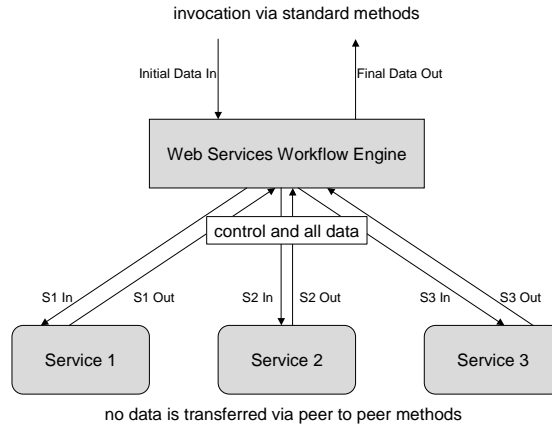 invocation via standard methods
Initial Data In
Final Data Out
Web Services Workflow Engine
control and all data
S1 In
S1 Out
S2 In
S2 Out
S3 In
S3 Out
Service 1
Service 2
Service 3
no data is transferred via peer to peer methods